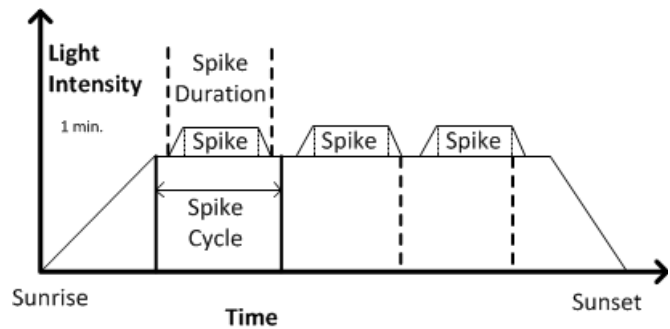 Light
Intensity
1 min.
Spike
Duration
Spike
Spike
Spike
Spike
Cycle
Sunrise
Time
Sunset